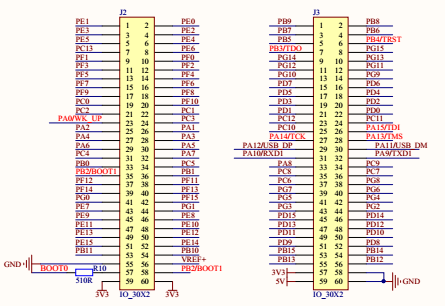 J2 J3
PE1 1 2 PE0 PB9 1 2 PB8
PE3 3 4 PE2 PB7 3 4 PB6
PE5 5 6 PE4 PB5 5 6 PB4/TRST
PC13 7 8 PE6 PB3/TDO 7 8 PG15
PF1 9 10 PF0 PG14 9 10 PG13
PF3 11 12 PF2 PG12 11 12 PG11
PF5 13 14 PF4 PG10 13 14 PG9
PF7 15 16 PF6 PD7 15 16 PD6
PF9 17 18 PF8 PD5 17 18 PD4
PC0 19 20 PF10 PD3 19 20 PD2
PC2 21 22 PC1 PD1 21 22 PD0
PA0/WK_UP 23 24 PC3 PC12 23 24 PC11
PA2 25 26 PA1 PC10 25 26 PA15/TDI
PA4 27 28 PA3 PA14/TCK 27 28 PA13/TMS
PA6 29 30 PA5 PA12/USB_DP 29 30 PA11/USB_DM
PC4 31 32 PA7 PA10/RXD1 31 32 PA9/TXD1
PB0 33 34 PC5 PA8 33 34 PC9
PB2/BOOT1 35 36 PB1 PC8 35 36 PC7
PF12 37 38 PF11 PC6 37 38 PG8
PF14 39 40 PF13 PG7 39 40 PG6
PG0 41 42 PF15 PG5 41 42 PG4
PE7 43 44 PG1 PG3 43 44 PG2
PE9 45 46 PE8 PD15 45 46 PD14
PE11 47 48 PE10 PD13 47 48 PD12
PE13 49 50 PE12 PD11 49 50 PD10
PE15 51 52 PE14 PD9 51 52 PD8
PB11 53 54 PB10 PB15 53 54 PB14
GND 55 56 VREF+ PB13 55 56 PB12
BOOT0 R10 57 58 PB2/BOOT1 3V3 57 58
510R 59 60 5V 59 60 GND
3V3 IO_30X2 3V3 IO_30X2